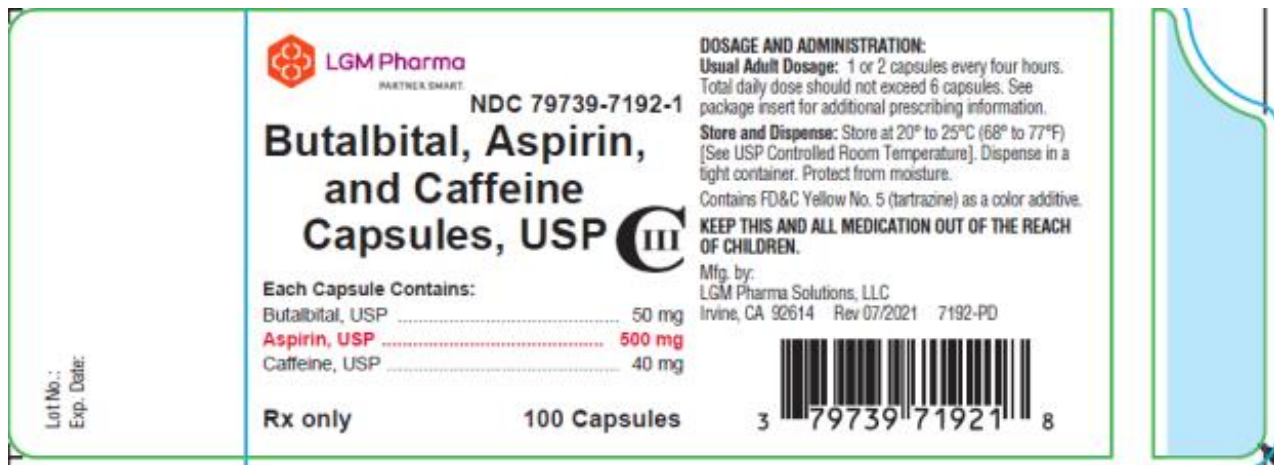 LGM Pharma
PARTNER SMART.
NDC 79739-7192-1
Butalbital, Aspirin,
and Caffeine
Capsules, USP CIII
Each Capsule Contains:
Butalbital, USP ........................................ 50 mg
Aspirin, USP ........................................ 500 mg
Caffeine, USP ........................................ 40 mg
Rx only 100 Capsules
DOSAGE AND ADMINISTRATION:
Usual Adult Dosage: 1 or 2 capsules every four hours.
Total daily dose should not exceed 6 capsules. See
package insert for additional prescribing information.
Store and Dispense: Store at 20° to 25°C (68° to 77°F)
[See USP Controlled Room Temperature]. Dispense in a
tight container. Protect from moisture.
Contains FD&C Yellow No. 5 (tartrazine) as a color additive.
KEEP THIS AND ALL MEDICATION OUT OF THE REACH
OF CHILDREN.
Mfg. by:
LGM Pharma Solutions, LLC
Irvine, CA 92614 Rev 07/2021 7192-PD
3 79739 71921 8
Lot No.:
Exp. Date: